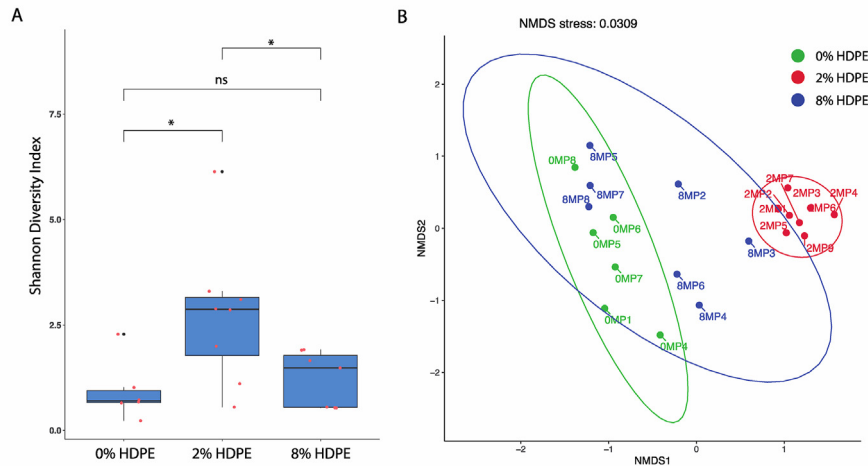 A
Shannon Diversity Index
7.5
5.0
2.5
0.0
*
ns
*
0% HDPE
2% HDPE
8% HDPE
B
NMDS stress: 0.0309
0% HDPE
2% HDPE
8% HDPE
NMDS2
2
1
0
−1
−2
0MP8
8MP5
8MP7
8MP8
8MP2
0MP6
0MP5
0MP7
0MP1
0MP4
8MP3
8MP6
8MP4
2MP7
2MP3
2MP2
2MP4
2MP5
2MP9
−2
−1
0
1
NMDS1